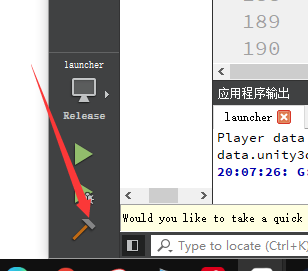 189
190
launcher
Release
应用程序输出
launcher
Player data
data.unity3d
20:07:26: G:
Would you like to take a quick
Type to locate (Ctrl+K)